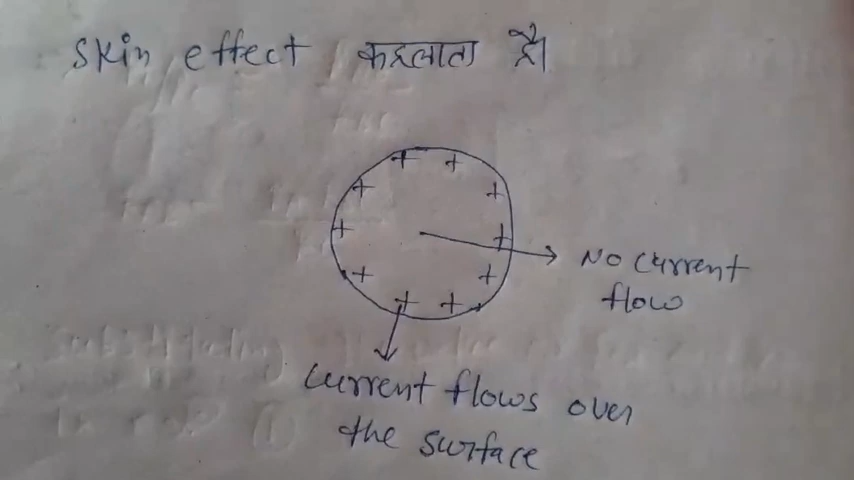 skin effect कहलाता है।
No current
flow
current flows over
the surface